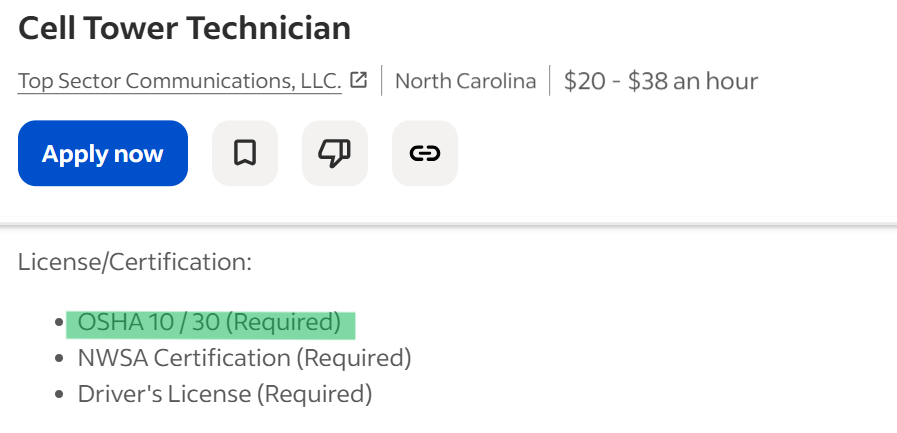 Cell Tower Technician
Top Sector Communications, LLC. North Carolina $20 - $38 an hour
Apply now
License/Certification:
• OSHA 10 / 30 (Required)
• NWSA Certification (Required)
• Driver's License (Required)